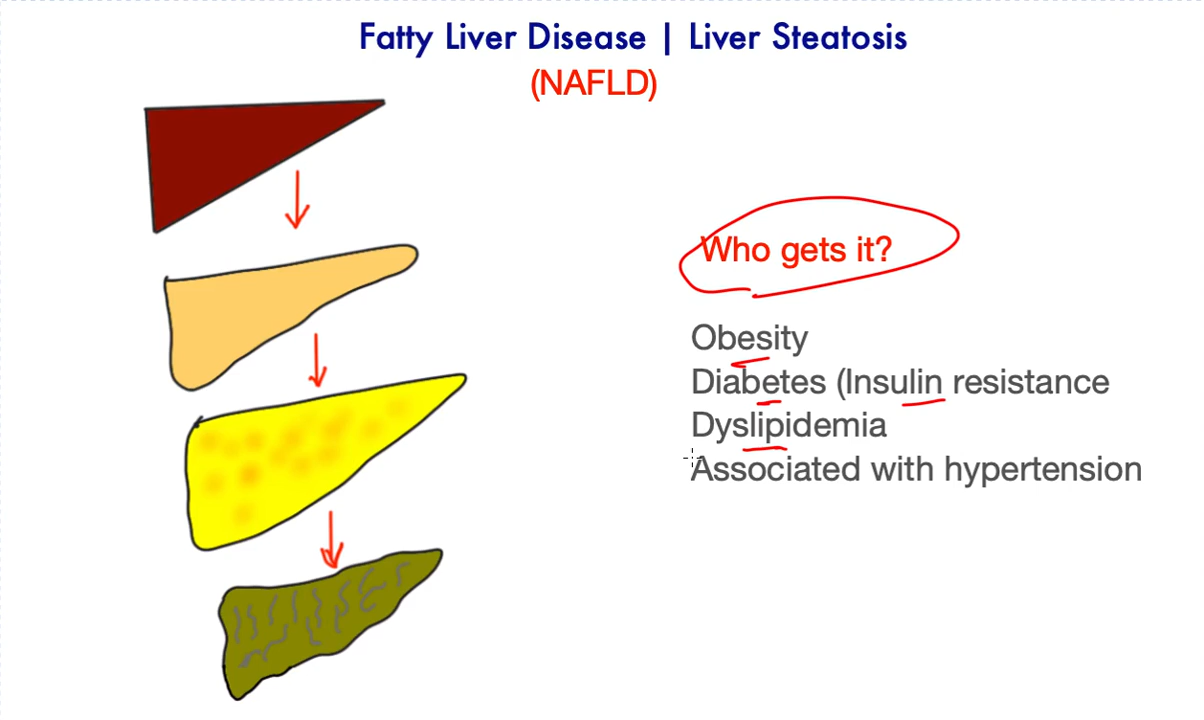 Fatty Liver Disease | Liver Steatosis
(NAFLD)
Who gets it?
Obesity
Diabetes (Insulin resistance
Dyslipidemia
Associated with hypertension